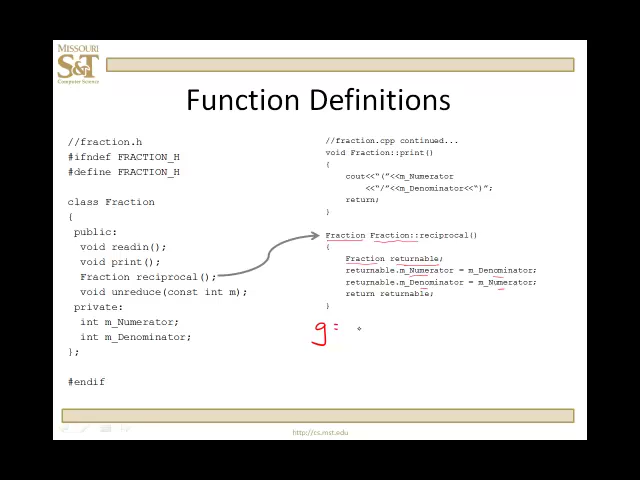 MISSOURI
S&T
Computer Science
Function Definitions
//fraction.h
#ifndef FRACTION_H
#define FRACTION_H
class Fraction
{
public:
void readin();
void print();
Fraction reciprocal();
void unreduce(const int m);
private:
int m_Numerator;
int m_Denominator;
};
#endif
//fraction.cpp continued...
void Fraction::print()
{
cout<<“(”<<m_Numerator
<<“/”<<m_Denominator<<“)”;
return;
}
Fraction Fraction::reciprocal()
{
Fraction returnable;
returnable.m_Numerator = m_Denominator;
returnable.m_Denominator = m_Numerator;
return returnable;
}
g=
http://cs.mst.edu